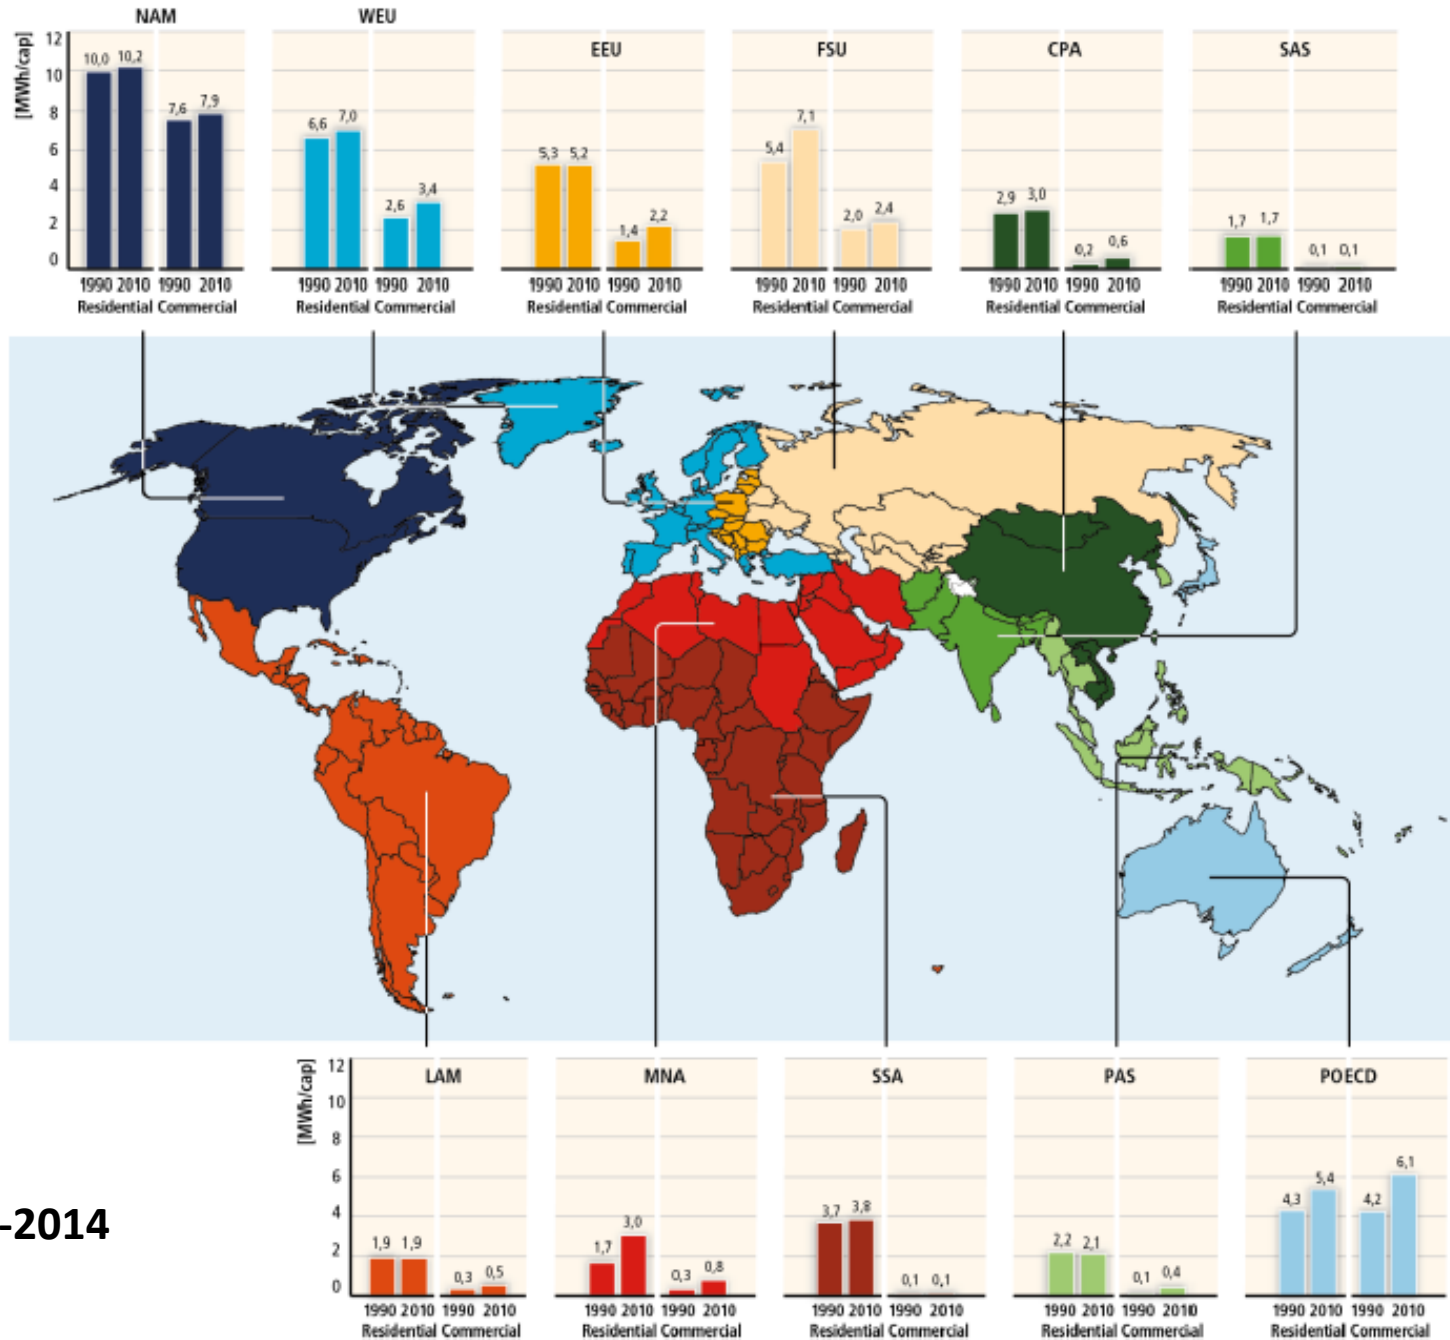 NAM WEU
EEU FSU CPA SAS
[MWh/cap]
12
10
8
6
4
2
0
10,0 10,2 7,6 7,9
6,6 7,0 2,6 3,4
5,3 5,2 1,4 2,2
5,4 7,1 2,0 2,4
2,9 3,0 0,2 0,6
1,7 1,7 0,1 0,1
1990 2010 1990 2010 1990 2010 1990 2010 1990 2010 1990 2010 1990 2010 1990 2010 1990 2010 1990 2010 1990 2010 1990 2010
Residential Commercial Residential Commercial Residential Commercial Residential Commercial Residential Commercial Residential Commercial
LAM MNA SSA PAS POECD
[MWh/cap]
12
10
8
6
4
2
0
1,9 1,9 0,3 0,5
1,7 3,0 0,3 0,8
3,7 3,8 0,1 0,1
2,2 2,1 0,1 0,4
4,3 5,4 4,2 6,1
1990 2010 1990 2010 1990 2010 1990 2010 1990 2010 1990 2010 1990 2010 1990 2010 1990 2010 1990 2010
Residential Commercial Residential Commercial Residential Commercial Residential Commercial Residential Commercial
-2014